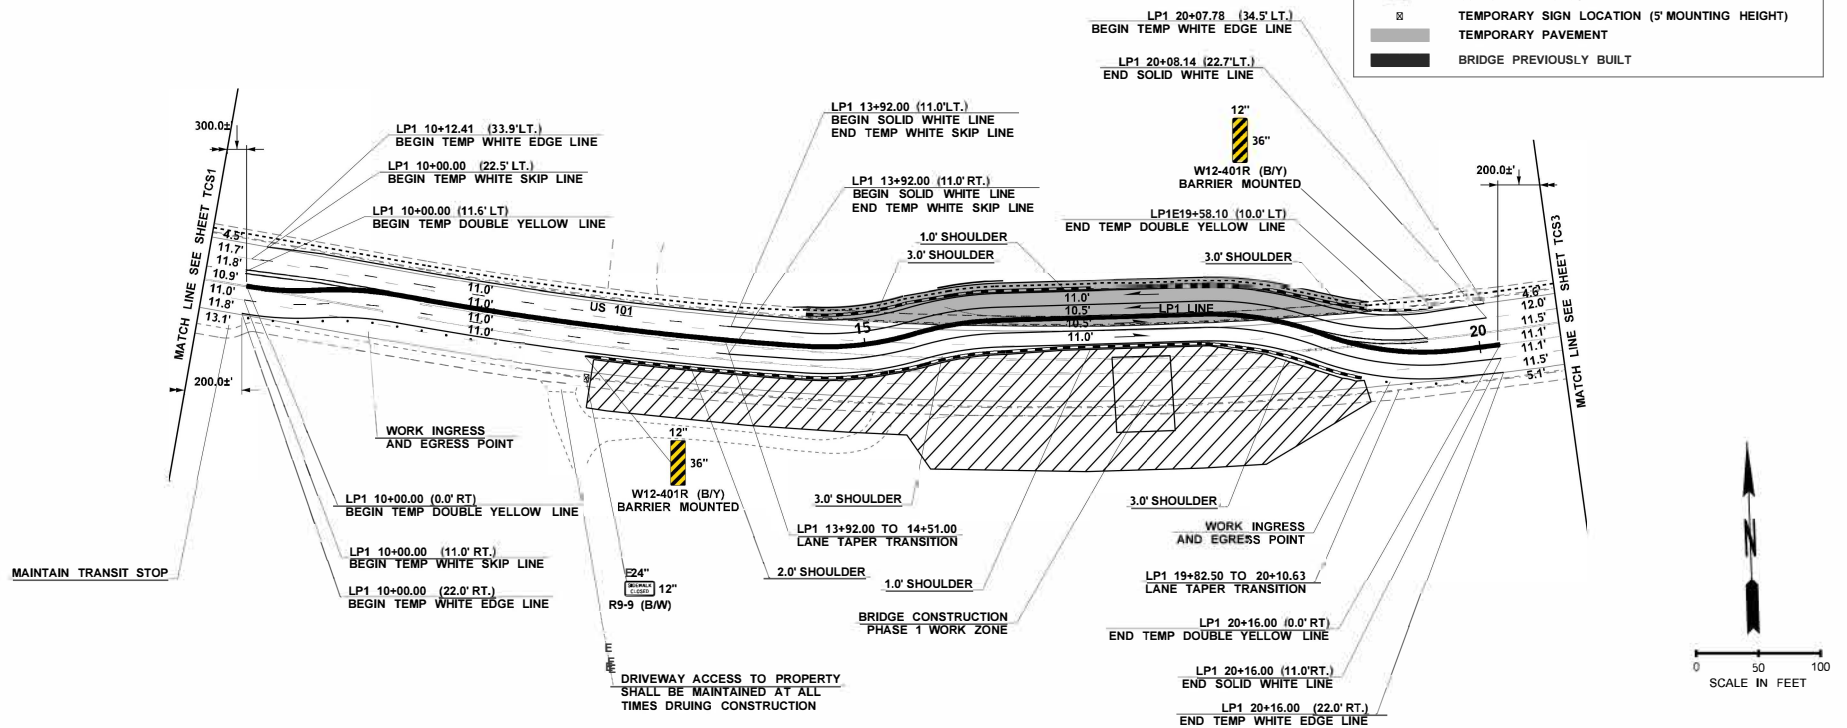 TEMPORARY SIGN LOCATION (5' MOUNTING HEIGHT)
TEMPORARY PAVEMENT
BRIDGE PREVIOUSLY BUILT
LP1 20+07.78 (34.5' LT.)
BEGIN TEMP WHITE EDGE LINE
LP1 20+08.14 (22.7'LT.)
END SOLID WHITE LINE
12"
36"
W12-401R (B/Y)
BARRIER MOUNTED
LP1E19+58.10 (10.0' LT)
END TEMP DOUBLE YELLOW LINE
200.0±'
LP1 13+92.00 (11.0'LT.)
BEGIN SOLID WHITE LINE
END TEMP WHITE SKIP LINE
LP1 13+92.00 (11.0' RT.)
BEGIN SOLID WHITE LINE
END TEMP WHITE SKIP LINE
1.0' SHOULDER
3.0' SHOULDER
3.0' SHOULDER
300.0±'
LP1 10+12.41 (33.9'LT.)
BEGIN TEMP WHITE EDGE LINE
LP1 10+00.00 (22.5' LT.)
BEGIN TEMP WHITE SKIP LINE
LP1 10+00.00 (11.6' LT)
BEGIN TEMP DOUBLE YELLOW LINE
MATCH LINE SEE SHEET TCS1
4.5'
11.7'
11.8'
10.9'
11.0'
11.8'
13.1'
11.0'
11.0'
11.0'
11.0'
US 101
15
11.0'
10.5'
10.5'
11.0'
LP1 LINE
20
4.6'
12.0'
11.5'
11.1'
11.1'
11.5'
5.1'
MATCH LINE SEE SHEET TCS3
200.0±'
WORK INGRESS
AND EGRESS POINT
12"
36"
W12-401R (B/Y)
BARRIER MOUNTED
LP1 10+00.00 (0.0' RT)
BEGIN TEMP DOUBLE YELLOW LINE
LP1 10+00.00 (11.0' RT.)
BEGIN TEMP WHITE SKIP LINE
LP1 10+00.00 (22.0' RT.)
BEGIN TEMP WHITE EDGE LINE
MAINTAIN TRANSIT STOP
E24"
SIDEWALK
CLOSED
12"
R9-9 (B/W)
E
DRIVEWAY ACCESS TO PROPERTY
SHALL BE MAINTAINED AT ALL
TIMES DRUING CONSTRUCTION
3.0' SHOULDER
LP1 13+92.00 TO 14+51.00
LANE TAPER TRANSITION
2.0' SHOULDER
1.0' SHOULDER
BRIDGE CONSTRUCTION
PHASE 1 WORK ZONE
3.0' SHOULDER
WORK INGRESS
AND EGRESS POINT
LP1 19+82.50 TO 20+10.63
LANE TAPER TRANSITION
LP1 20+16.00 (0.0' RT)
END TEMP DOUBLE YELLOW LINE
LP1 20+16.00 (11.0'RT.)
END SOLID WHITE LINE
LP1 20+16.00 (22.0' RT.)
END TEMP WHITE EDGE LINE
N
0 50 100
SCALE IN FEET